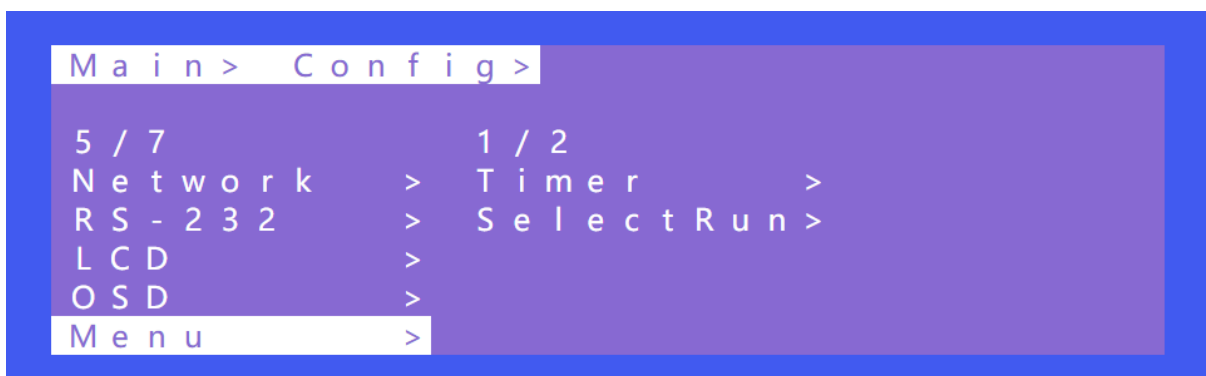 Main> Config>
5/7 1/2
Network > Timer >
RS-232 > SelectRun>
LCD >
OSD >
Menu >